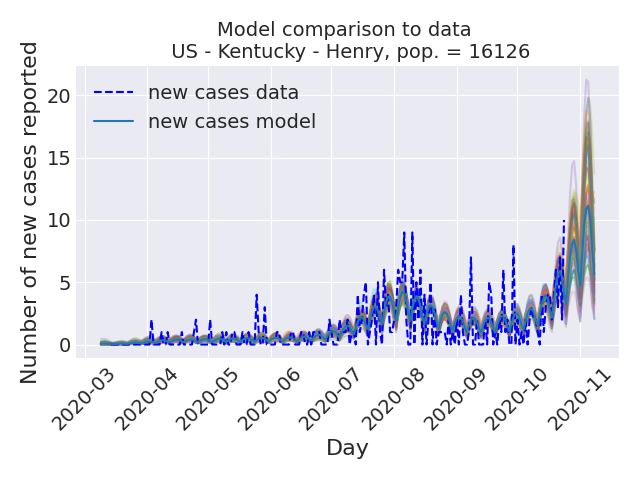 Model comparison to data
US - Kentucky - Henry, pop. = 16126
new cases data
new cases model
Number of new cases reported
20
15
10
5
0
2020-03
2020-04
2020-05
2020-06
2020-07
2020-08
2020-09
2020-10
2020-11
Day